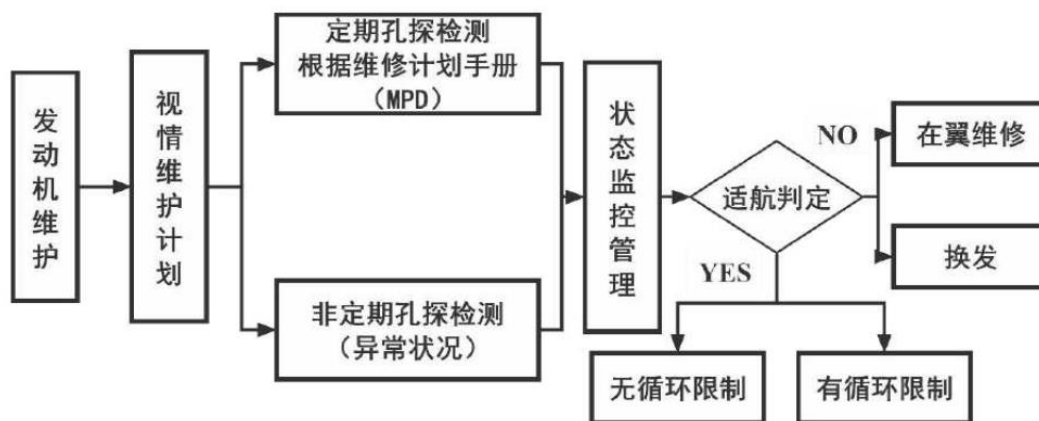 发动机维护
视情维护计划
定期孔探检测
根据维修计划手册
（MPD）
非定期孔探检测
（异常状况）
状态监控管理
适航判定
NO
在翼维修
换发
YES
无循环限制
有循环限制